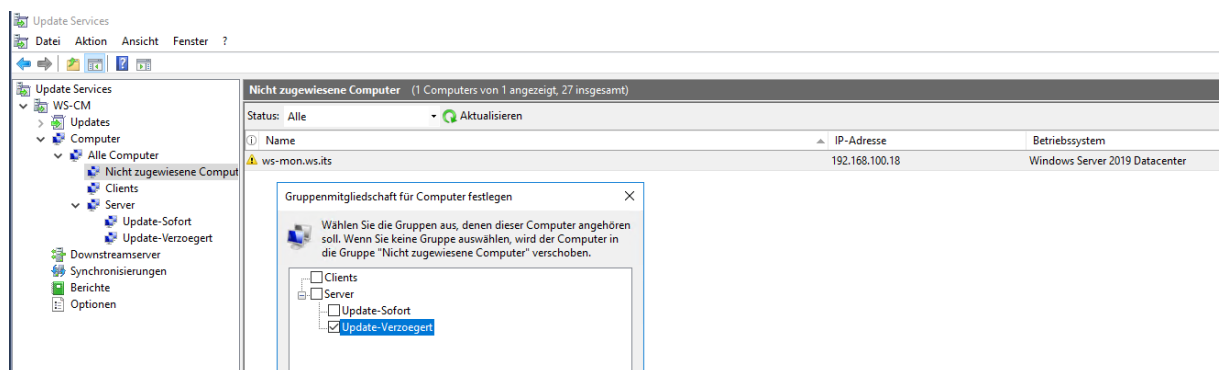 Update Services
Datei Aktion Ansicht Fenster ?
Update Services
WS-CM
Updates
Computer
Alle Computer
Nicht zugewiesene Comput
Clients
Server
Update-Sofort
Update-Verzoegert
Downstreamserver
Synchronisierungen
Berichte
Optionen
Nicht zugewiesene Computer (1 Computers von 1 angezeigt, 27 insgesamt)
Status: Alle Aktualisieren
Name IP-Adresse Betriebssystem
ws-mon.ws.its 192.168.100.18 Windows Server 2019 Datacenter
Gruppenmitgliedschaft für Computer festlegen
Wählen Sie die Gruppen aus, denen dieser Computer angehören
soll. Wenn Sie keine Gruppe auswählen, wird der Computer in
die Gruppe "Nicht zugewiesene Computer" verschoben.
Clients
Server
Update-Sofort
Update-Verzoegert